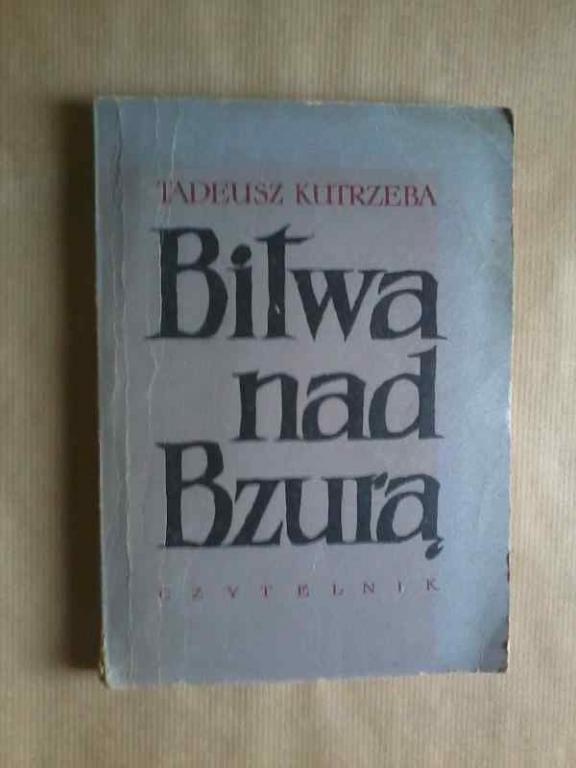 TADEUSZ KUTRZEBA
Bitwa
nad
Bzurą
CZYTELNIK